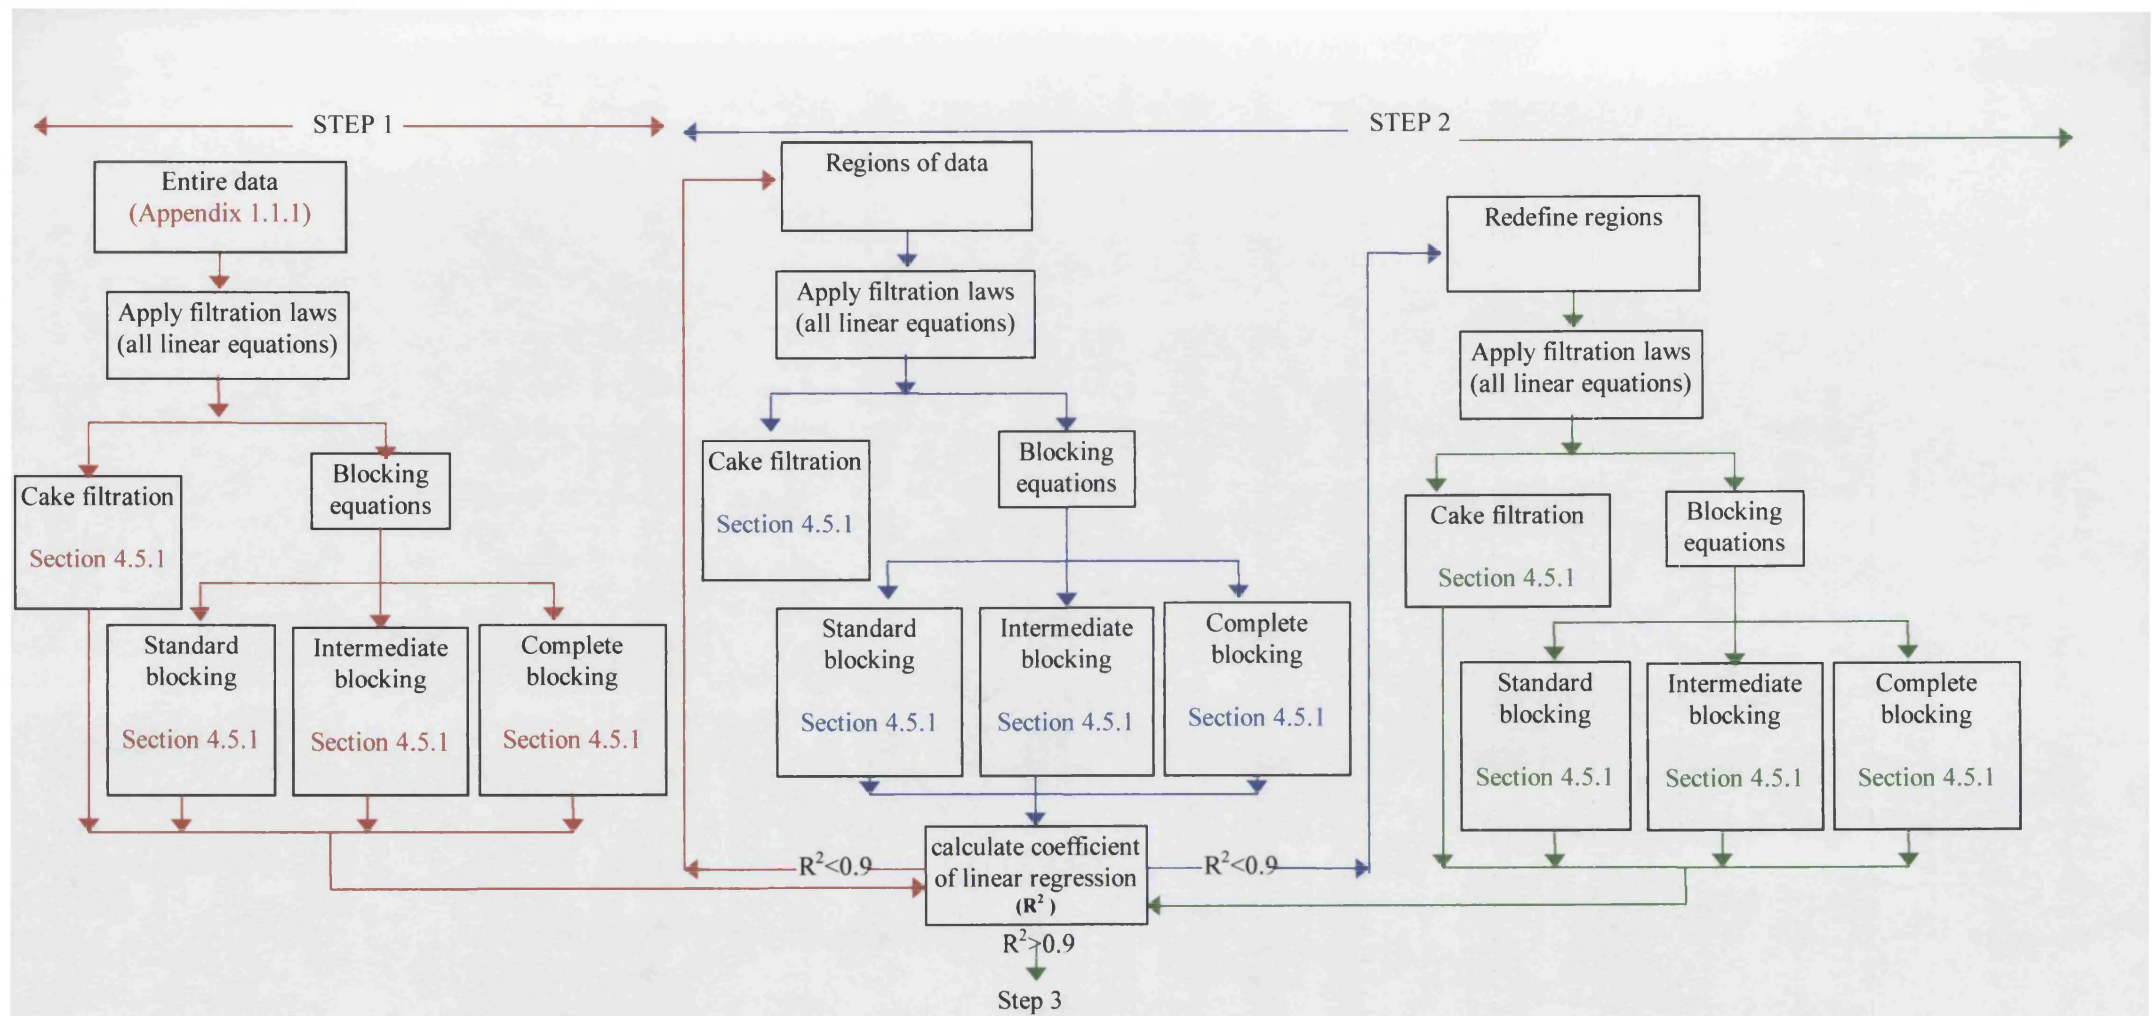 STEP 1
Entire data
(Appendix 1.1.1)
Apply filtration laws
(all linear equations)
Cake filtration
Section 4.5.1
Blocking
equations
Standard
blocking
Section 4.5.1
Intermediate
blocking
Section 4.5.1
Complete
blocking
Section 4.5.1
STEP 2
Regions of data
Apply filtration laws
(all linear equations)
Cake filtration
Section 4.5.1
Blocking
equations
Standard
blocking
Section 4.5.1
Intermediate
blocking
Section 4.5.1
Complete
blocking
Section 4.5.1
R²<0.9
calculate coefficient
of linear regression
(R²)
R²<0.9
R²>0.9
Step 3
Redefine regions
Apply filtration laws
(all linear equations)
Cake filtration
Section 4.5.1
Blocking
equations
Standard
blocking
Section 4.5.1
Intermediate
blocking
Section 4.5.1
Complete
blocking
Section 4.5.1